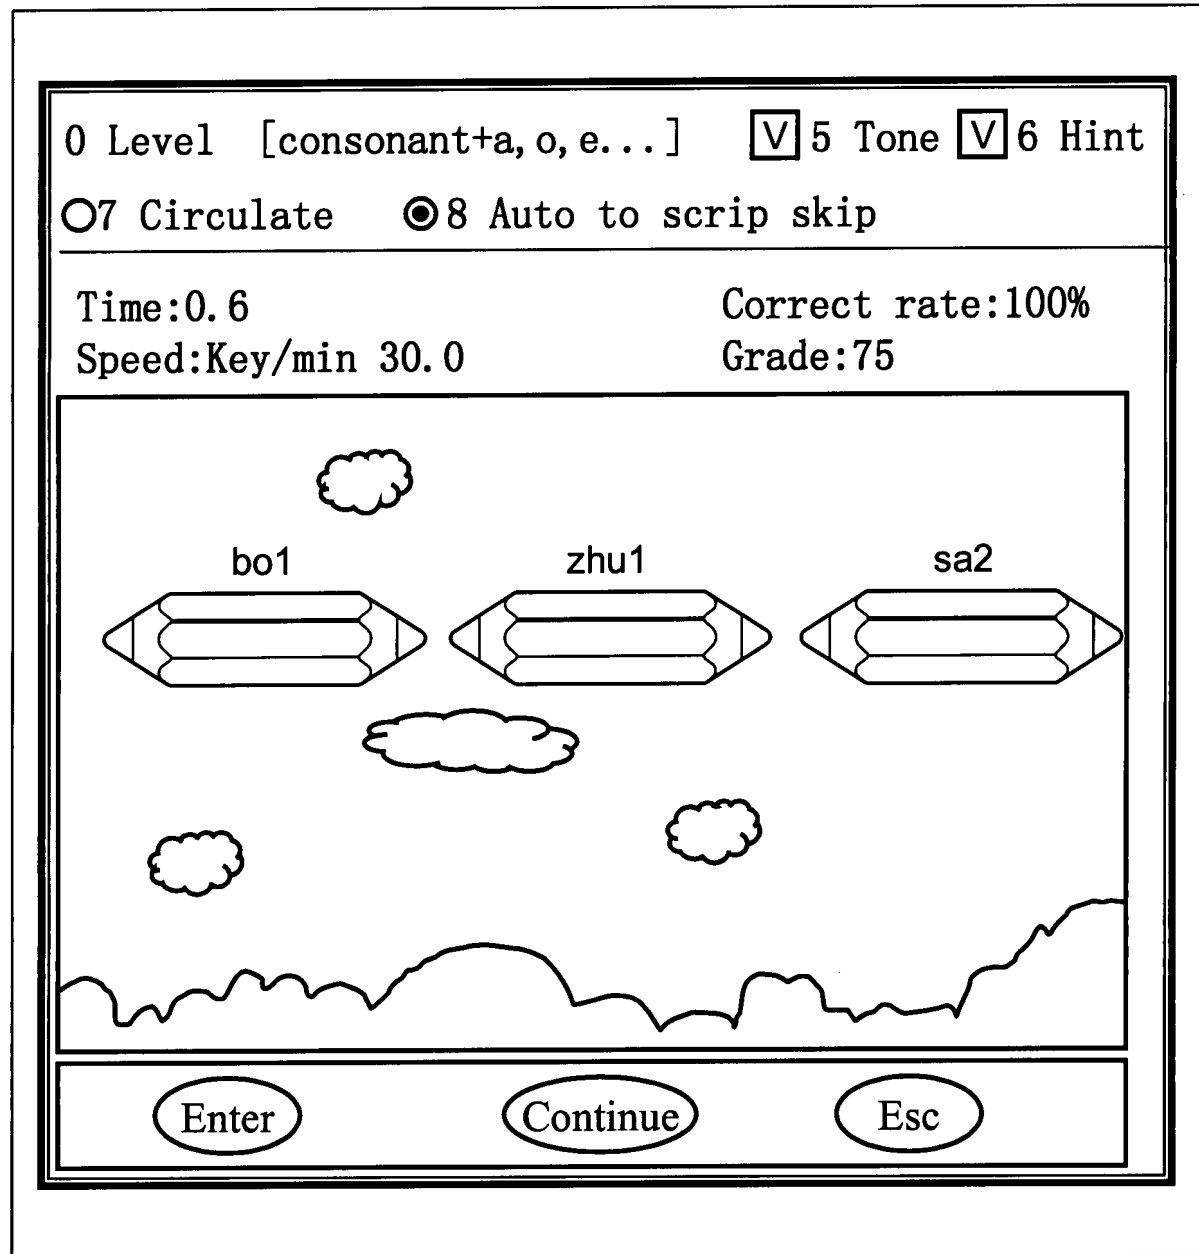 0 Level [consonant+a, o, e...] V 5 Tone V 6 Hint
7 Circulate 8 Auto to scrip skip
Time:0.6 Correct rate:100%
Speed:Key/min 30.0 Grade:75
bo1 zhu1 sa2
Enter Continue Esc